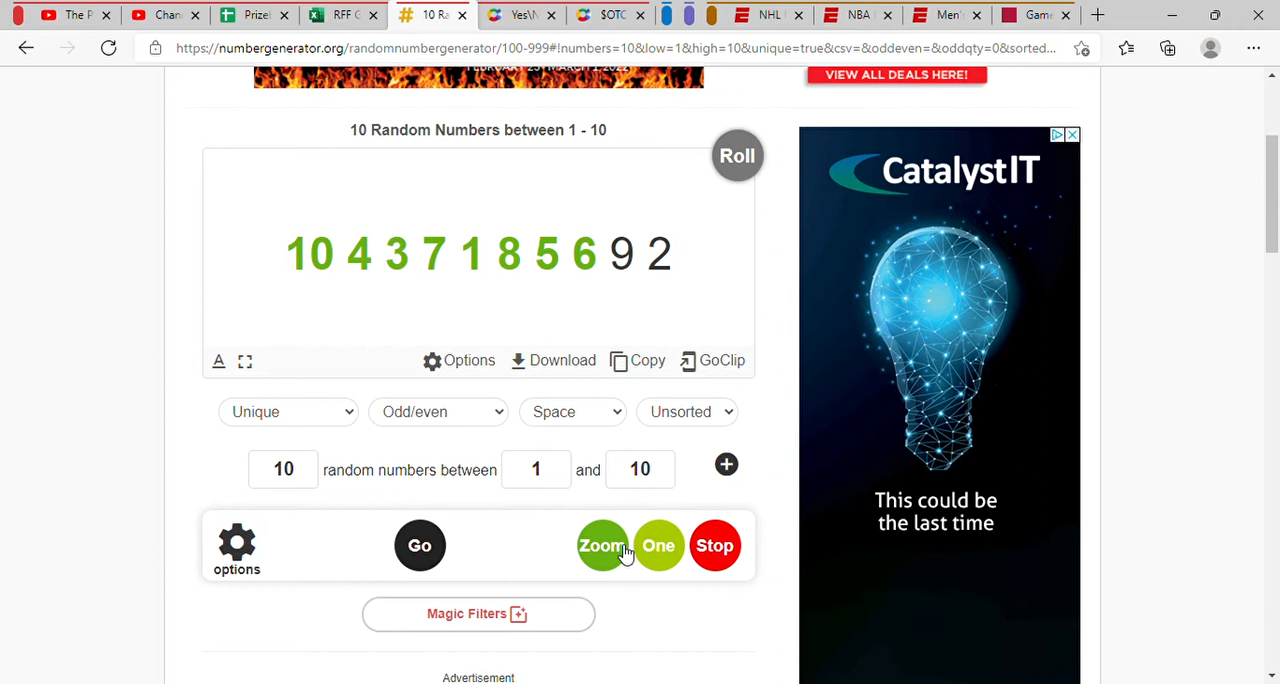 The P
Chan
Prizel
RFF G
10 Ra
Yes\N
$OTC
NHL
NBA
Men'
Game
https://numbergenerator.org/randomnumbergenerator/100-999#!numbers=10&low=1&high=10&unique=true&csv=&oddeven=&oddqty=0&sorted...
VIEW ALL DEALS HERE!
10 Random Numbers between 1 - 10
Roll
10 4 3 7 1 8 5 6 9 2
A
Options
Download
Copy
GoClip
Unique
Odd/even
Space
Unsorted
10 random numbers between 1 and 10
options
Go
Zoom
One
Stop
Magic Filters
Advertisement
CatalystIT
This could be
the last time